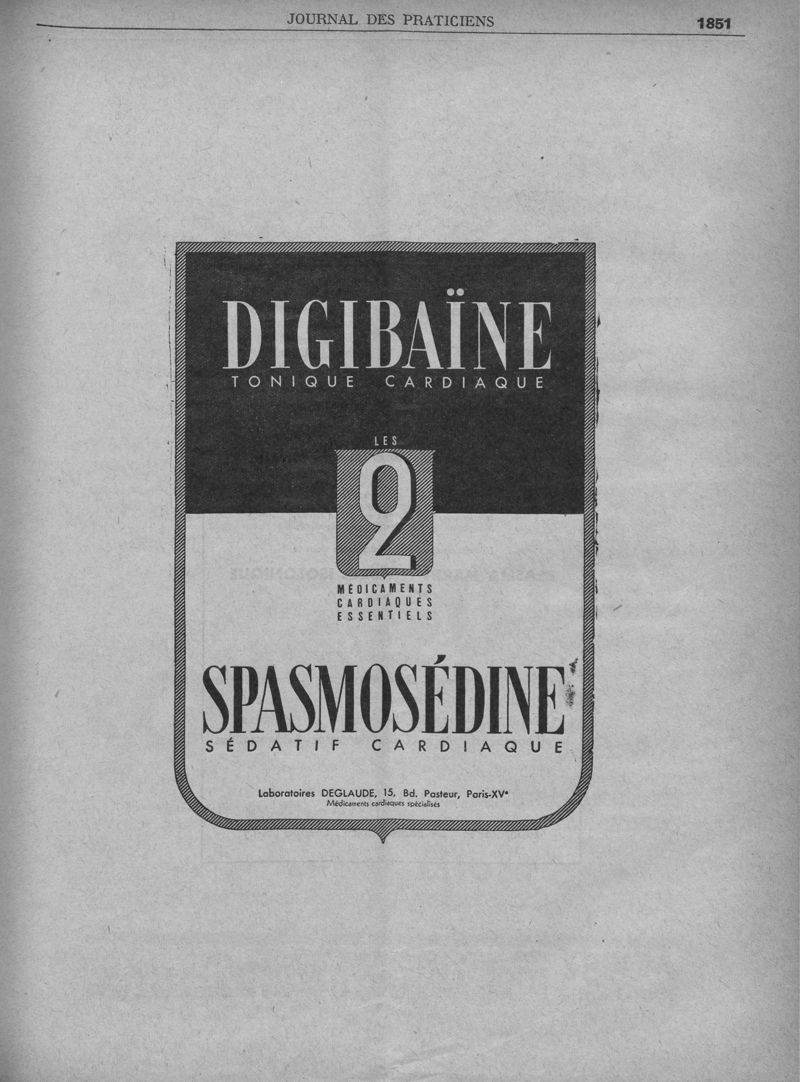 JOURNAL DES PRATICIENS 1851
DIGIBAÏNE
TONIQUE CARDIAQUE
LES
2
MÉDICAMENTS
CARDIAQUES
ESSENTIELS
SPASMOSÉDINE
SÉDATIF CARDIAQUE
Laboratoires DEGLAUDE, 15, Bd. Pasteur, Paris-XVe
Médicaments cardiaques spécialisés